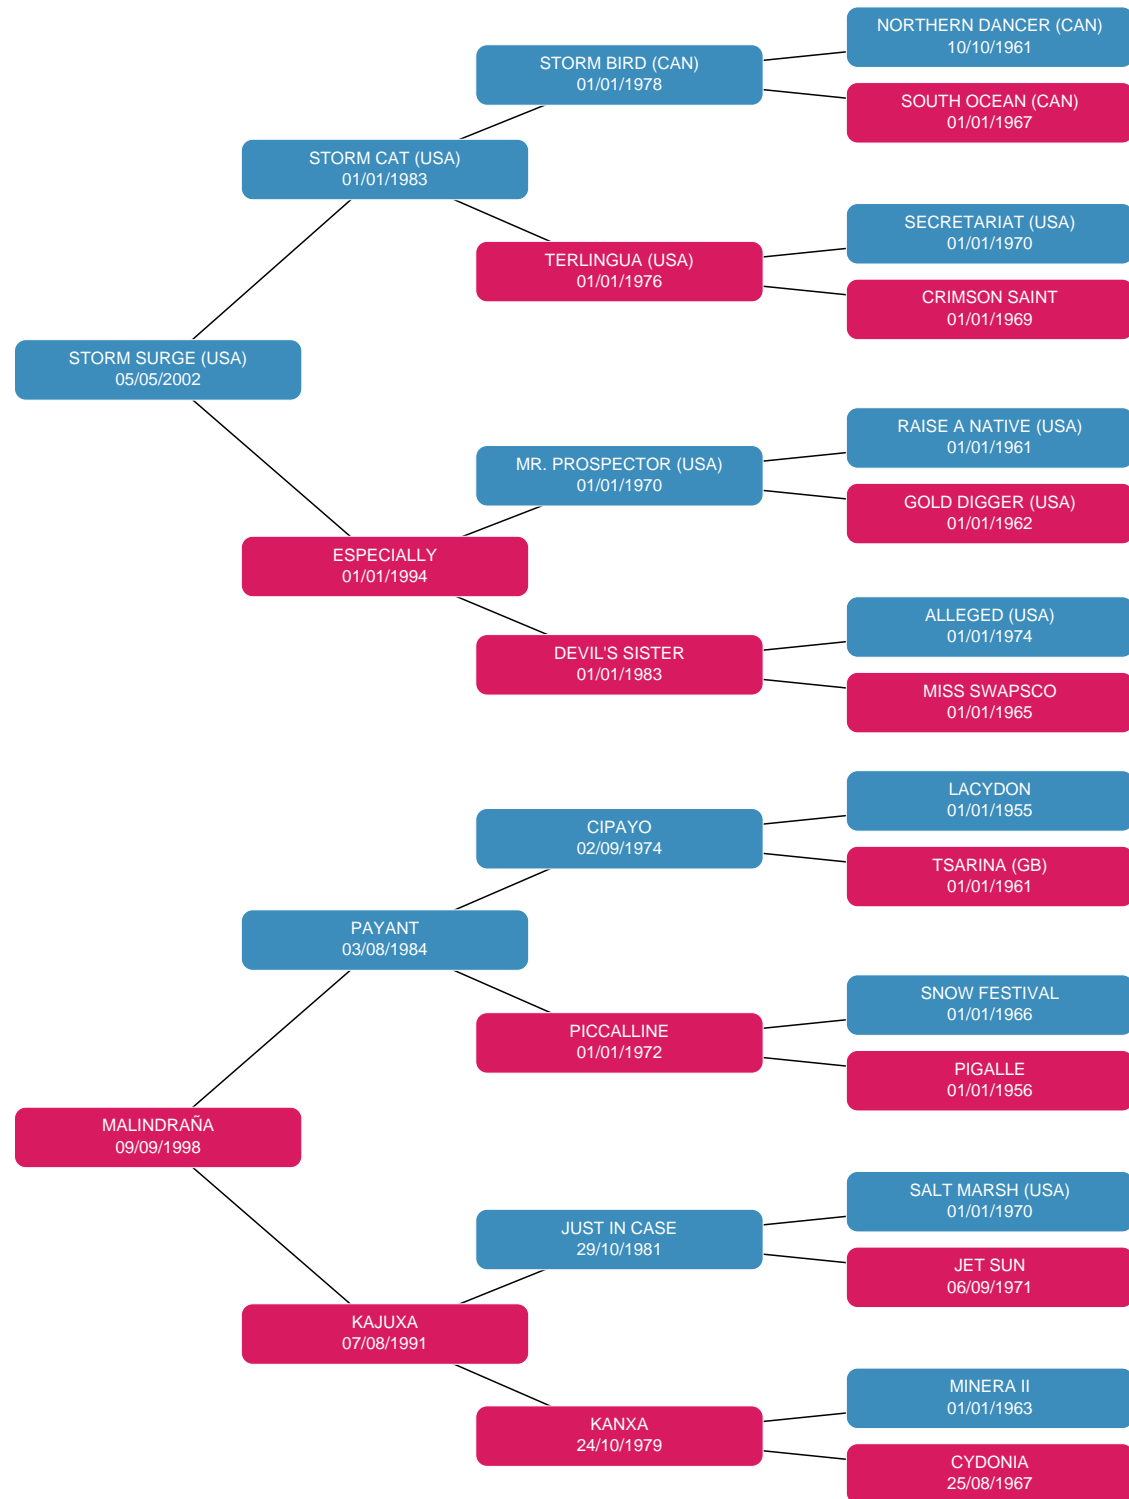 NORTHERN DANCER (CAN)
10/10/1961
STORM BIRD (CAN)
01/01/1978
SOUTH OCEAN (CAN)
01/01/1967
STORM CAT (USA)
01/01/1983
SECRETARIAT (USA)
01/01/1970
TERLINGUA (USA)
01/01/1976
CRIMSON SAINT
01/01/1969
STORM SURGE (USA)
05/05/2002
RAISE A NATIVE (USA)
01/01/1961
MR. PROSPECTOR (USA)
01/01/1970
GOLD DIGGER (USA)
01/01/1962
ESPECIALLY
01/01/1994
ALLEGED (USA)
01/01/1974
DEVIL'S SISTER
01/01/1983
MISS SWAPSCO
01/01/1965
LACYDON
01/01/1955
CIPAYO
02/09/1974
TSARINA (GB)
01/01/1961
PAYANT
03/08/1984
SNOW FESTIVAL
01/01/1966
PICCALLINE
01/01/1972
PIGALLE
01/01/1956
MALINDRAÑA
09/09/1998
SALT MARSH (USA)
01/01/1970
JUST IN CASE
29/10/1981
JET SUN
06/09/1971
KAJUXA
07/08/1991
MINERA II
01/01/1963
KANXA
24/10/1979
CYDONIA
25/08/1967